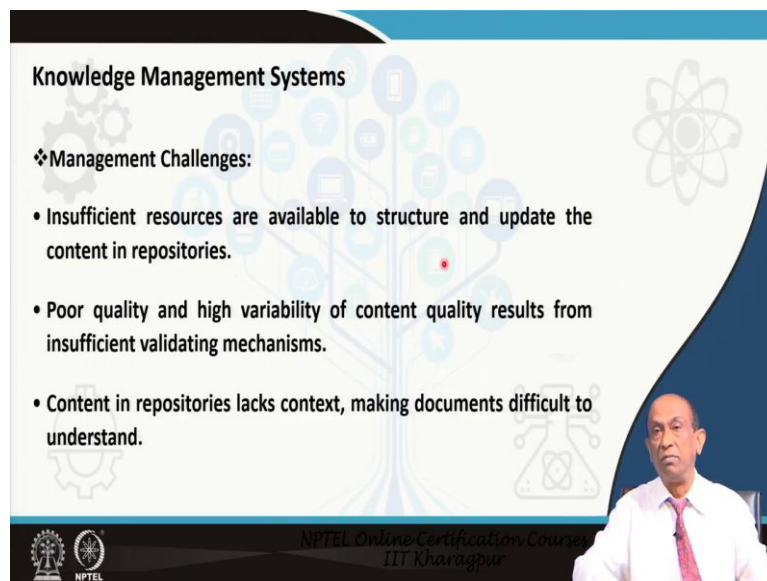 Knowledge Management Systems
❖Management Challenges:
• Insufficient resources are available to structure and update the
content in repositories.
• Poor quality and high variability of content quality results from
insufficient validating mechanisms.
• Content in repositories lacks context, making documents difficult to
understand.
NPTEL Online Certification Courses
IIT Kharagpur
NPTEL